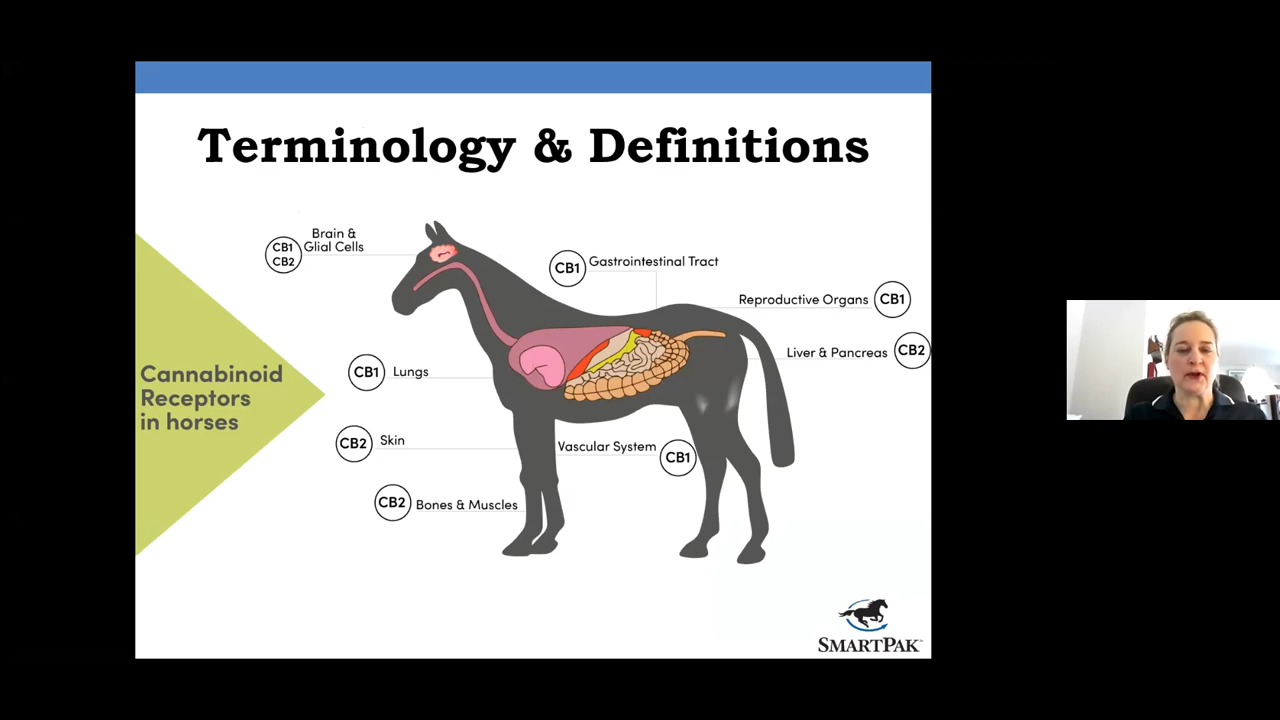 Terminology & Definitions
Brain &
Glial Cells
CB1
CB2
CB1
Gastrointestinal Tract
Reproductive Organs
CB1
Liver & Pancreas
CB2
Cannabinoid
Receptors
in horses
CB1
Lungs
CB2
Skin
Vascular System
CB1
CB2
Bones & Muscles
SMARTPAK